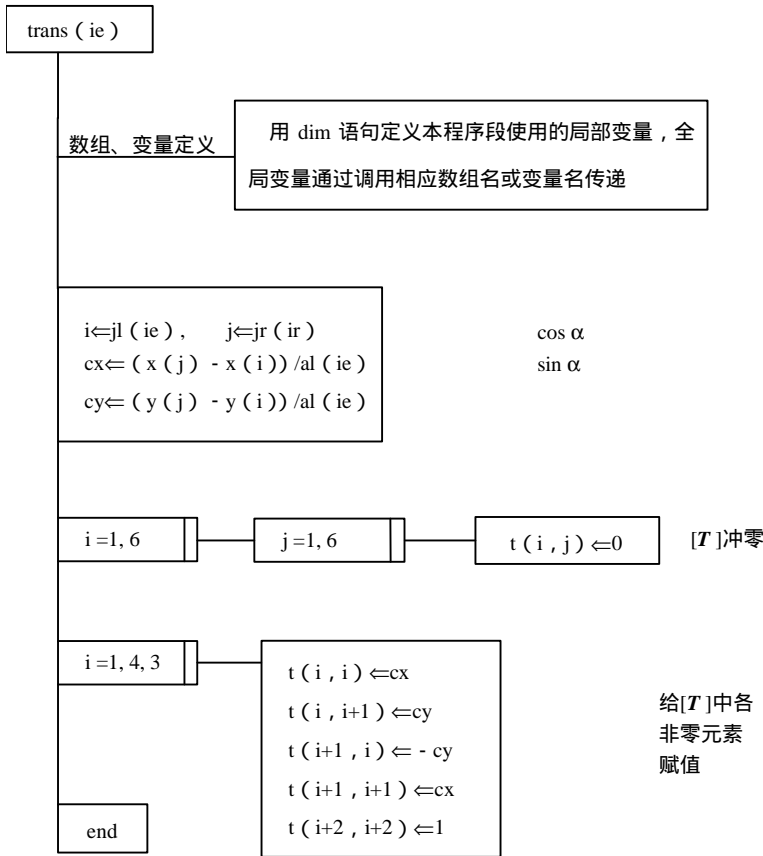 trans ( ie )
数组、变量定义
用 dim 语句定义本程序段使用的局部变量，全
局变量通过调用相应数组名或变量名传递
i⇐jl ( ie ) , j⇐jr ( ir )
cos α
cx⇐ ( x ( j ) - x ( i ) ) /al ( ie )
sin α
cy⇐ ( y ( j ) - y ( i ) ) /al ( ie )
i =1, 6
j =1, 6
t ( i , j ) ⇐0
[T ]冲零
i =1, 4, 3
t ( i , i ) ⇐cx
t ( i , i+1 ) ⇐cy
t ( i+1 , i ) ⇐ - cy
t ( i+1 , i+1 ) ⇐cx
t ( i+2 , i+2 ) ⇐1
给[T ]中各
非零元素
赋值
end